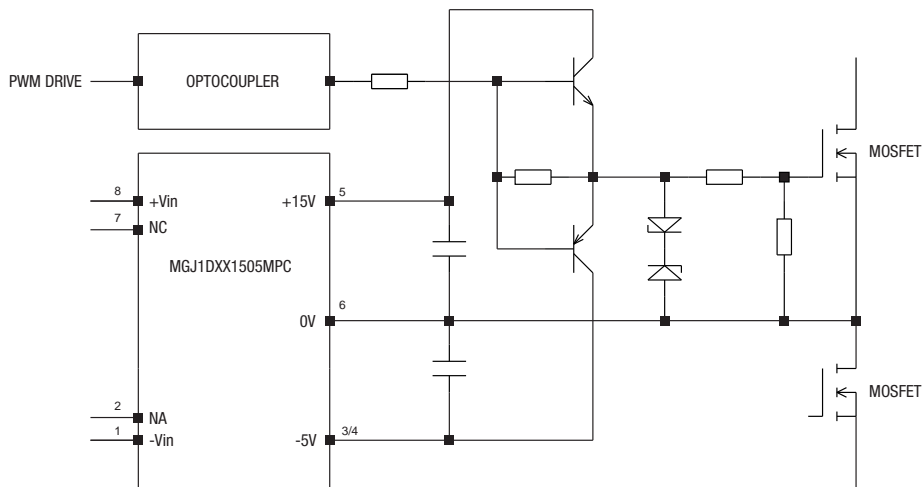 PWM DRIVE
OPTOCOUPLER
MOSFET
8
+Vin
+15V
5
7
NC
MGJ1DXX1505MPC
6
0V
MOSFET
2
NA
1
-Vin
-5V
3/4